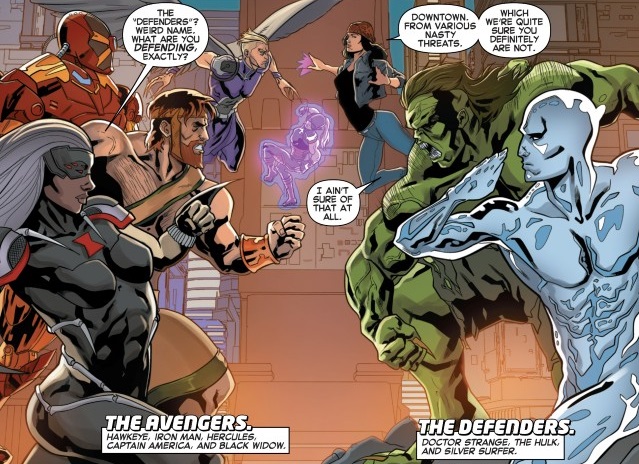 THE
"DEFENDERS"?
WEIRD NAME.
WHAT ARE YOU
DEFENDING,
EXACTLY?
DOWNTOWN.
FROM VARIOUS
NASTY
THREATS.
WHICH
WE'RE QUITE
SURE YOU
DEFINITELY
ARE NOT.
I AIN'T
SURE OF
THAT AT
ALL.
THE AVENGERS.
HAWKEYE, IRON MAN, HERCULES,
CAPTAIN AMERICA, AND BLACK WIDOW.
THE DEFENDERS.
DOCTOR STRANGE, THE HULK,
AND SILVER SURFER.